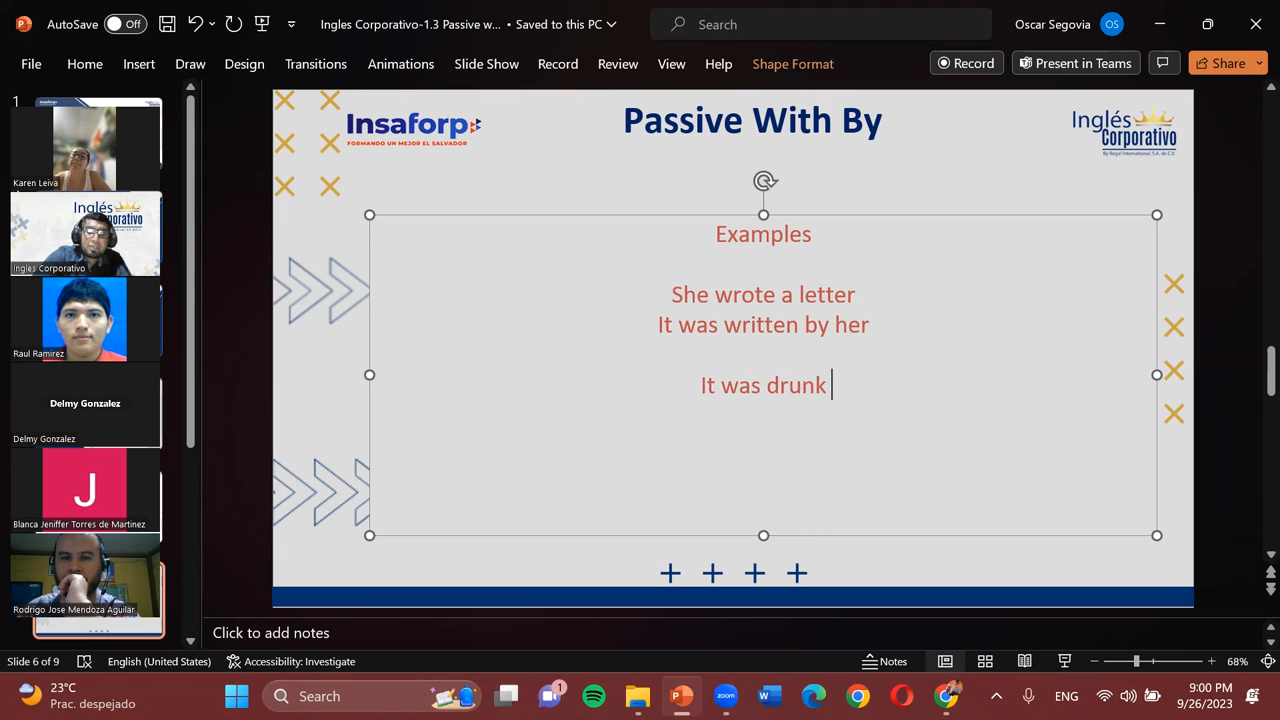 AutoSave
Off
Ingles Corporativo-1.3 Passive w... • Saved to this PC
Search
Oscar Segovia
OS
File
Home
Insert
Draw
Design
Transitions
Animations
Slide Show
Record
Review
View
Help
Shape Format
Record
Present in Teams
Share
1
Karen Leiva
Inglés
Corporativo
Ingles Corporativo
Raul Ramirez
Delmy Gonzalez
Delmy Gonzalez
J
Blanca Jeniffer Torres de Martinez
Rodrigo Jose Mendoza Aguilar
Insaforp
FORMANDO UN MEJOR EL SALVADOR
Passive With By
Inglés
Corporativo
By Regal International, S.A. de C.V.
Examples
She wrote a letter
It was written by her
It was drunk
Click to add notes
Slide 6 of 9
English (United States)
Accessibility: Investigate
Notes
68%
23°C
Prac. despejado
Search
1
zoom
ENG
9:00 PM
9/26/2023